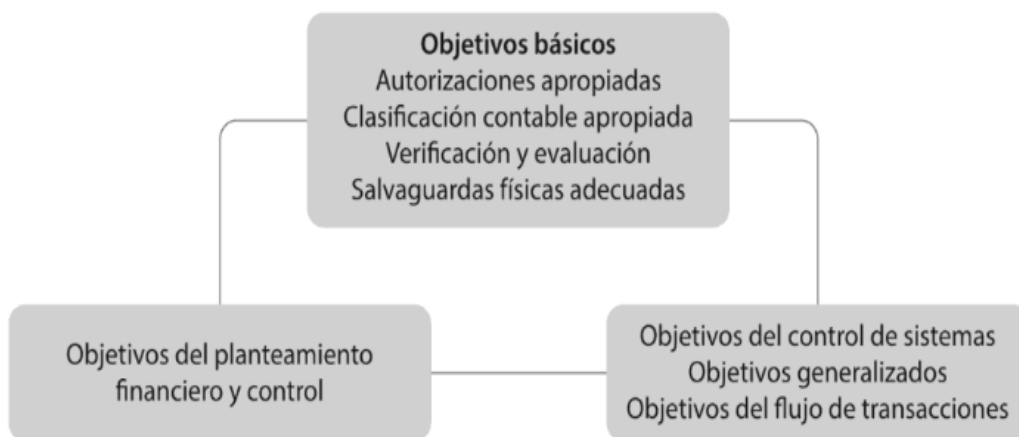 Objetivos básicos
Autorizaciones apropiadas
Clasificación contable apropiada
Verificación y evaluación
Salvaguardas físicas adecuadas
Objetivos del planteamiento
financiero y control
Objetivos del control de sistemas
Objetivos generalizados
Objetivos del flujo de transacciones